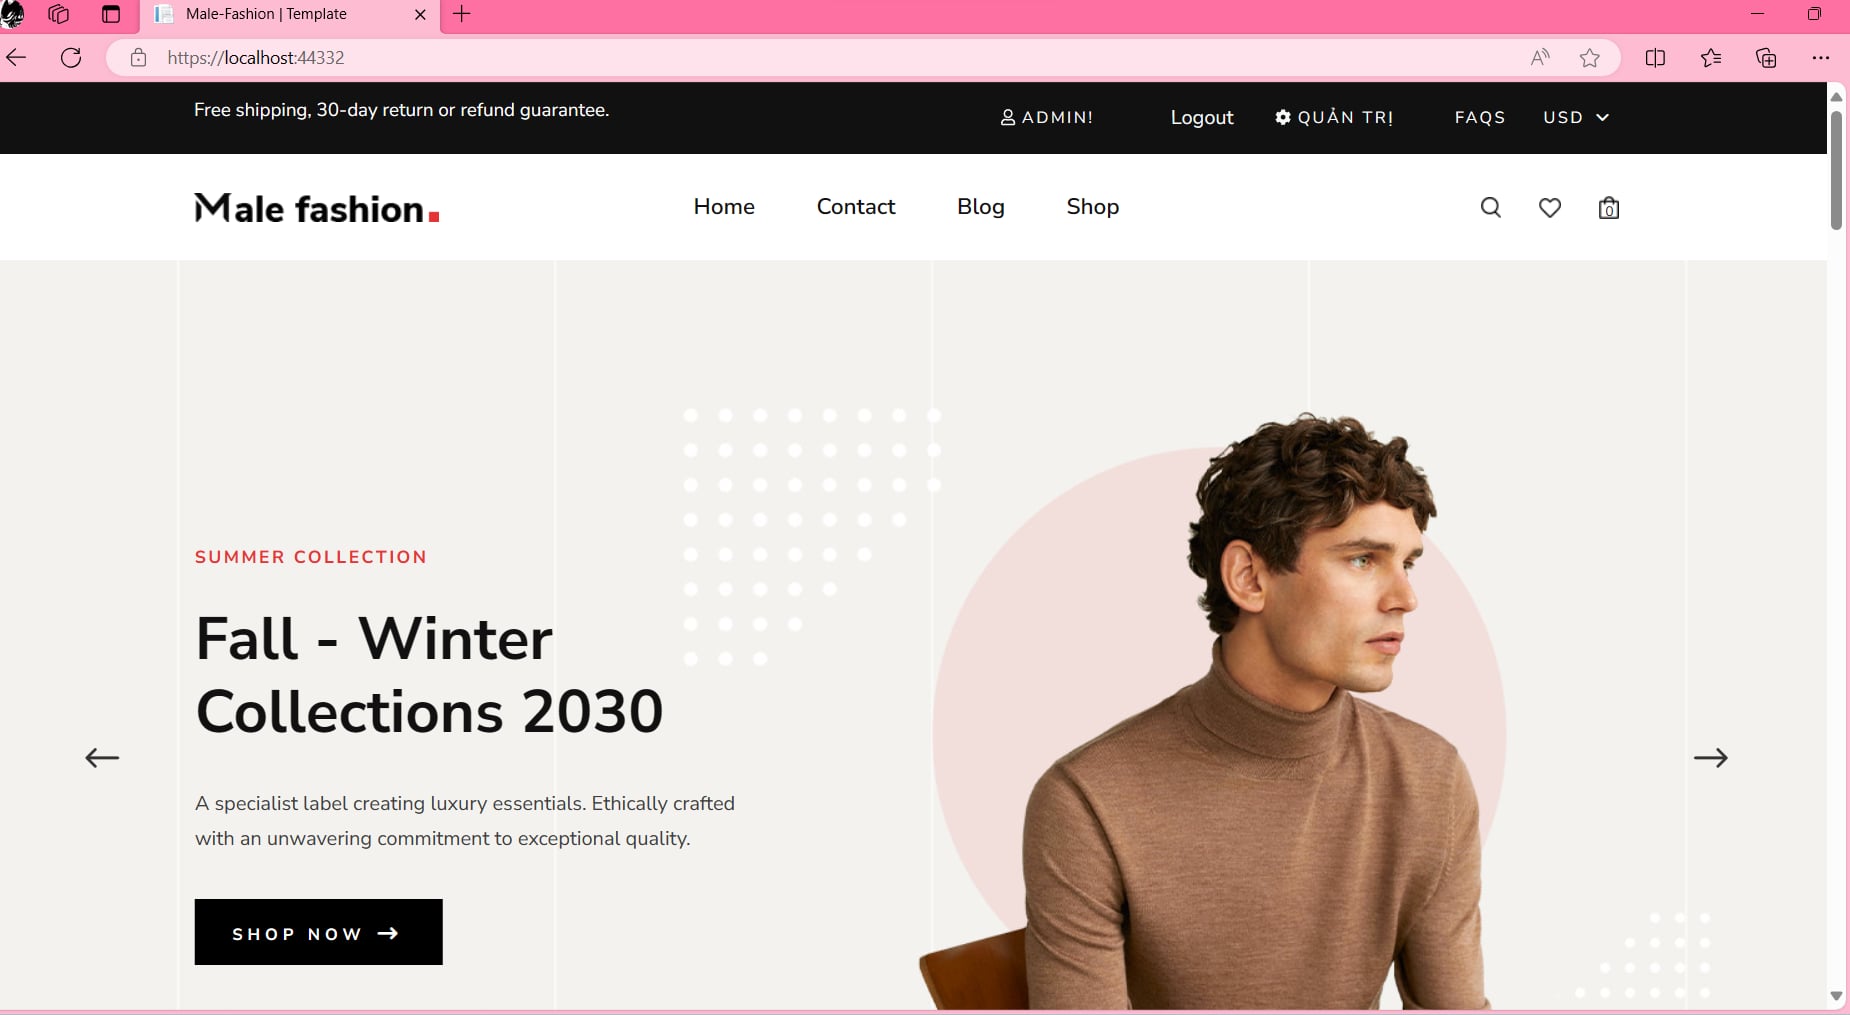 Male-Fashion | Template
https://localhost:44332
Free shipping, 30-day return or refund guarantee.
ADMIN!
Logout
QUẢN TRỊ
FAQS
USD
Male fashion.
Home
Contact
Blog
Shop
0
SUMMER COLLECTION
Fall - Winter
Collections 2030
A specialist label creating luxury essentials. Ethically crafted
with an unwavering commitment to exceptional quality.
SHOP NOW